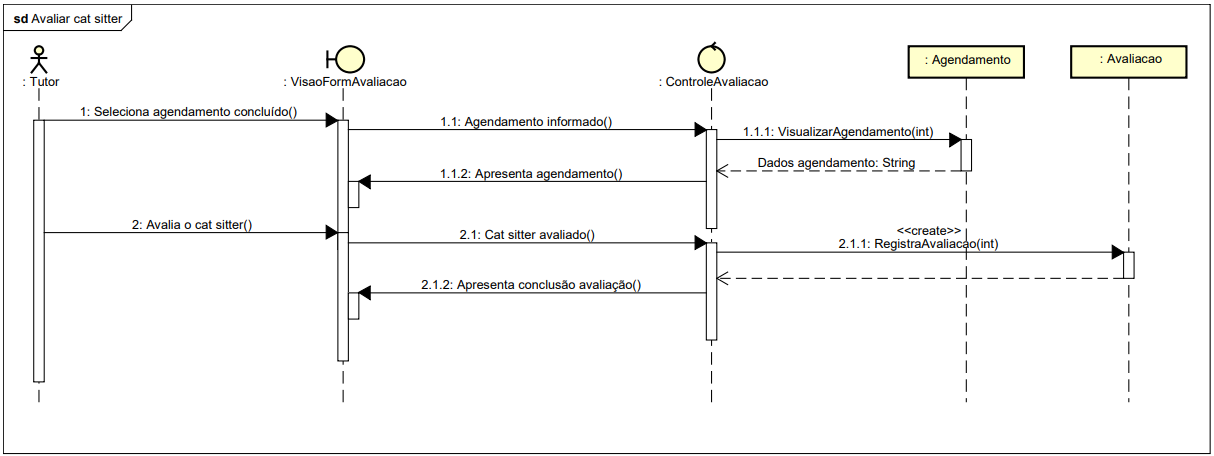 sd Avaliar cat sitter
: Tutor
: VisaoFormAvaliacao
: ControleAvaliacao
: Agendamento
: Avaliacao
1: Seleciona agendamento concluído()
1.1: Agendamento informado()
1.1.1: VisualizarAgendamento(int)
Dados agendamento: String
1.1.2: Apresenta agendamento()
2: Avalia o cat sitter()
2.1: Cat sitter avaliado()
<<create>>
2.1.1: RegistraAvaliacao(int)
2.1.2: Apresenta conclusão avaliação()